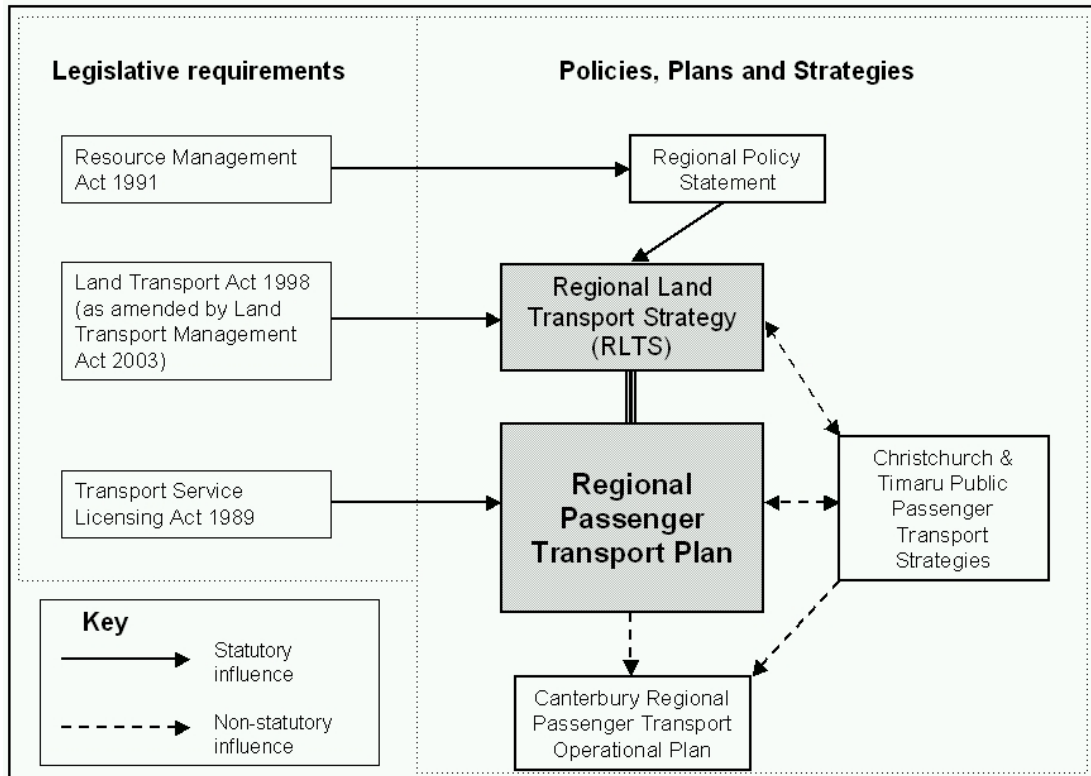 Legislative requirements
Policies, Plans and Strategies
Resource Management
Act 1991
Regional Policy
Statement
Land Transport Act 1998
(as amended by Land
Transport Management
Act 2003)
Regional Land
Transport Strategy
(RLTS)
Transport Service
Licensing Act 1989
Regional
Passenger
Transport Plan
Christchurch &
Timaru Public
Passenger
Transport
Strategies
Key
Statutory
influence
Non-statutory
influence
Canterbury Regional
Passenger Transport
Operational Plan